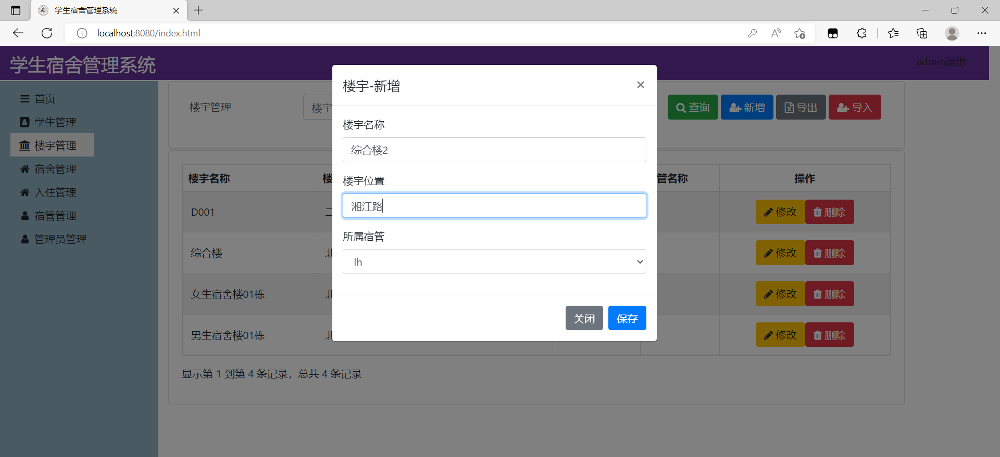 学生宿舍管理系统
localhost:8080/index.html
学生宿舍管理系统
admin退出
首页
学生管理
楼宇管理
宿舍管理
入住管理
宿管管理
管理员管理
楼宇管理
楼宇
查询
新增
导出
导入
楼宇名称
楼
管名称
操作
D001
二
修改
删除
综合楼
修改
删除
女生宿舍楼01栋
修改
删除
男生宿舍楼01栋
修改
删除
显示第 1 到第 4 条记录，总共 4 条记录
楼宇-新增
×
楼宇名称
综合楼2
楼宇位置
湘江路
所属宿管
lh
关闭
保存